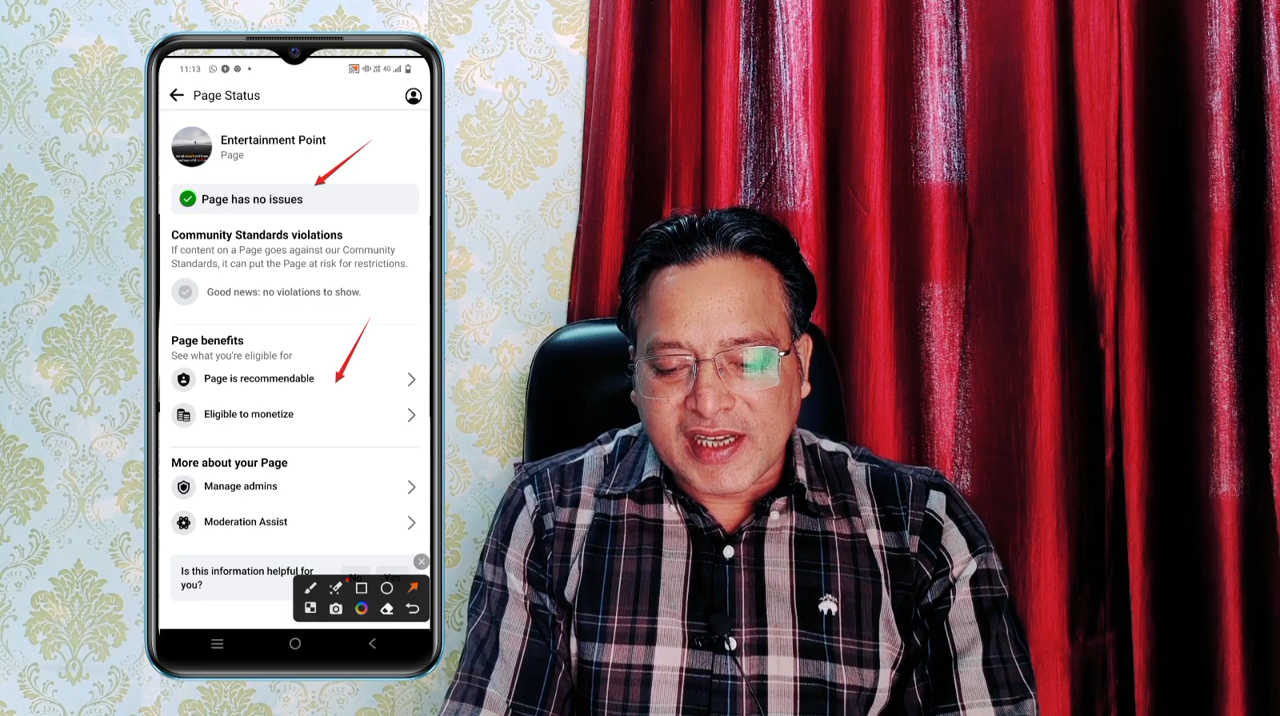 11:13
4G
Page Status
Entertainment Point
Page
Page has no issues
Community Standards violations
If content on a Page goes against our Community
Standards, it can put the Page at risk for restrictions.
Good news: no violations to show.
Page benefits
See what you're eligible for
Page is recommendable
Eligible to monetize
More about your Page
Manage admins
Moderation Assist
Is this information helpful for
you?